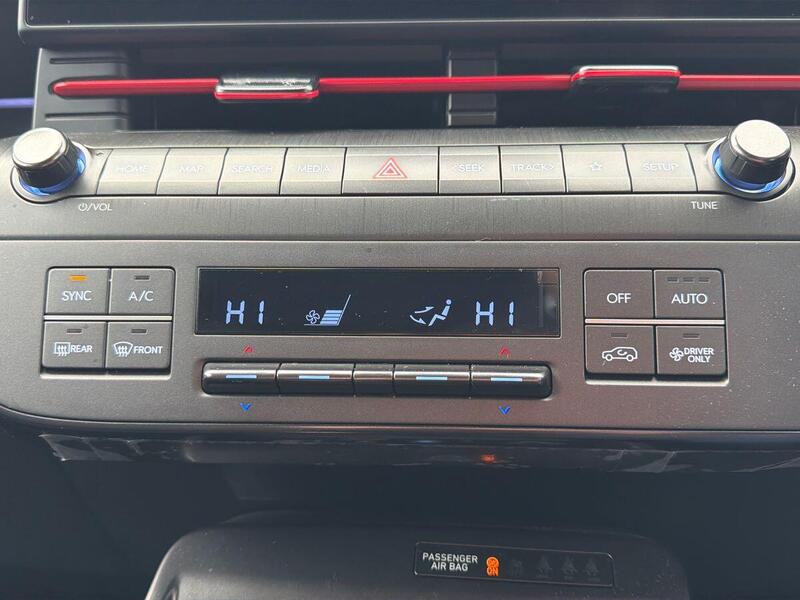 HOME MAP SEARCH MEDIA <SEEK TRACK> SETUP
/VOL TUNE
SYNC A/C HI HI OFF AUTO
REAR FRONT DRIVER ONLY
PASSENGER AIR BAG ON